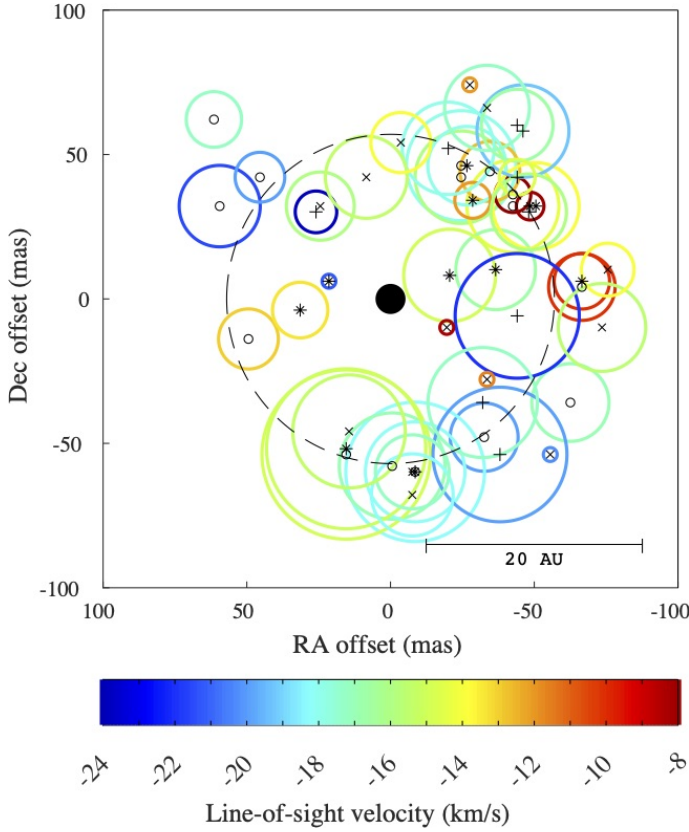 100
50
0
-50
-100
Dec offset (mas)
20 AU
100 50 0 -50 -100
RA offset (mas)
-24 -22 -20 -18 -16 -14 -12 -10 -8
Line-of-sight velocity (km/s)